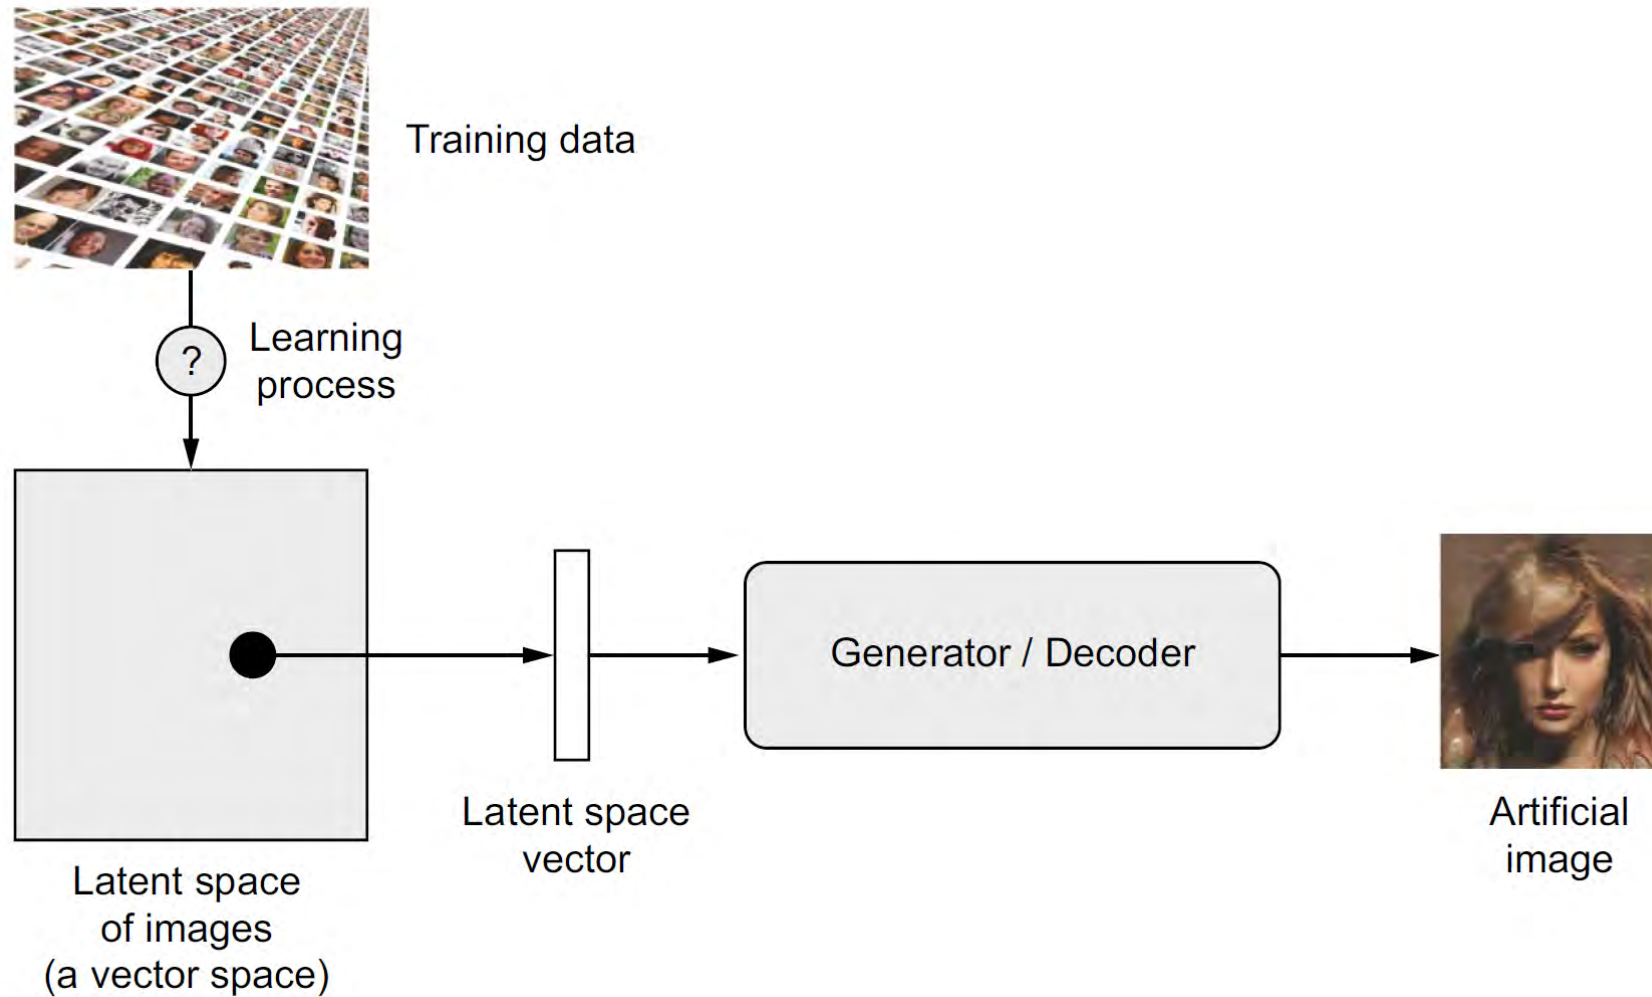 Training data
Learning
process
?
Generator / Decoder
Latent space
vector
Artificial
image
Latent space
of images
(a vector space)